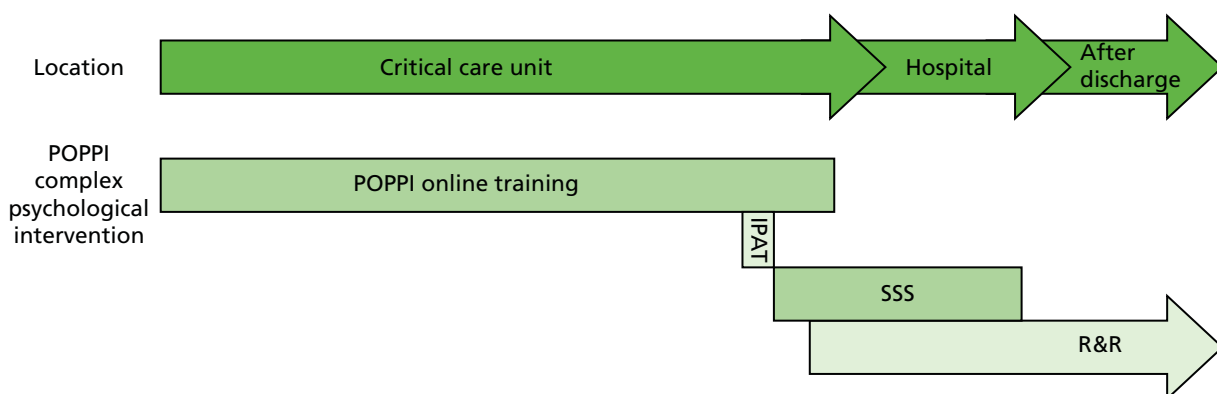 Location
Critical care unit
Hospital
After
discharge
POPPI
complex
psychological
intervention
POPPI online training
IPAT
SSS
R&R